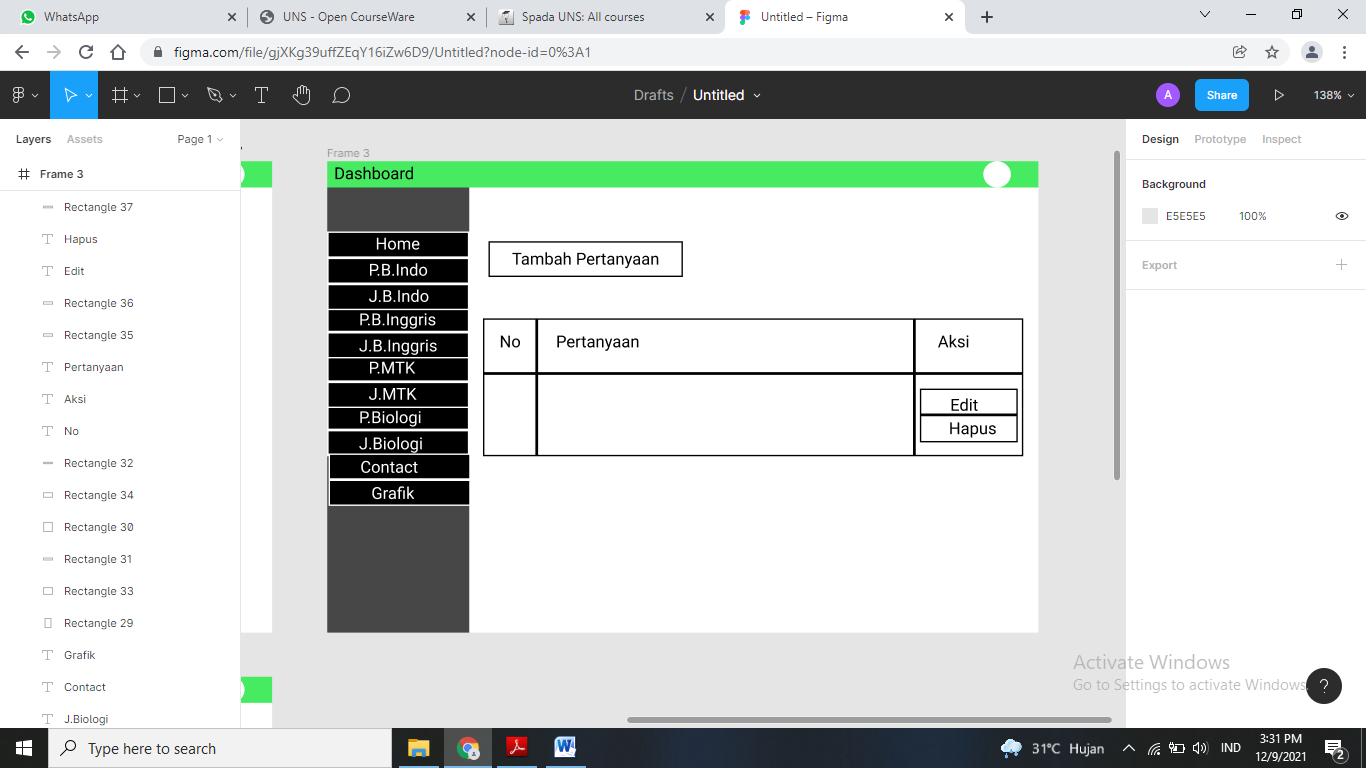 WhatsApp
UNS - Open CourseWare
Spada UNS: All courses
Untitled – Figma
figma.com/file/gjXKg39uffZEqY16iZw6D9/Untitled?node-id=0%3A1
Drafts / Untitled
A
Share
138%
Layers
Assets
Page 1
Frame 3
Rectangle 37
Hapus
Edit
Rectangle 36
Rectangle 35
Pertanyaan
Aksi
No
Rectangle 32
Rectangle 34
Rectangle 30
Rectangle 31
Rectangle 33
Rectangle 29
Grafik
Contact
J.Biologi
Frame 3
Dashboard
Home
P.B.Indo
J.B.Indo
P.B.Inggris
J.B.Inggris
P.MTK
J.MTK
P.Biologi
J.Biologi
Contact
Grafik
Tambah Pertanyaan
No
Pertanyaan
Aksi
Edit
Hapus
Design
Prototype
Inspect
Background
E5E5E5
100%
Export
Activate Windows
Go to Settings to activate Windows.
?
Type here to search
31°C Hujan
IND
3:31 PM
12/9/2021
2